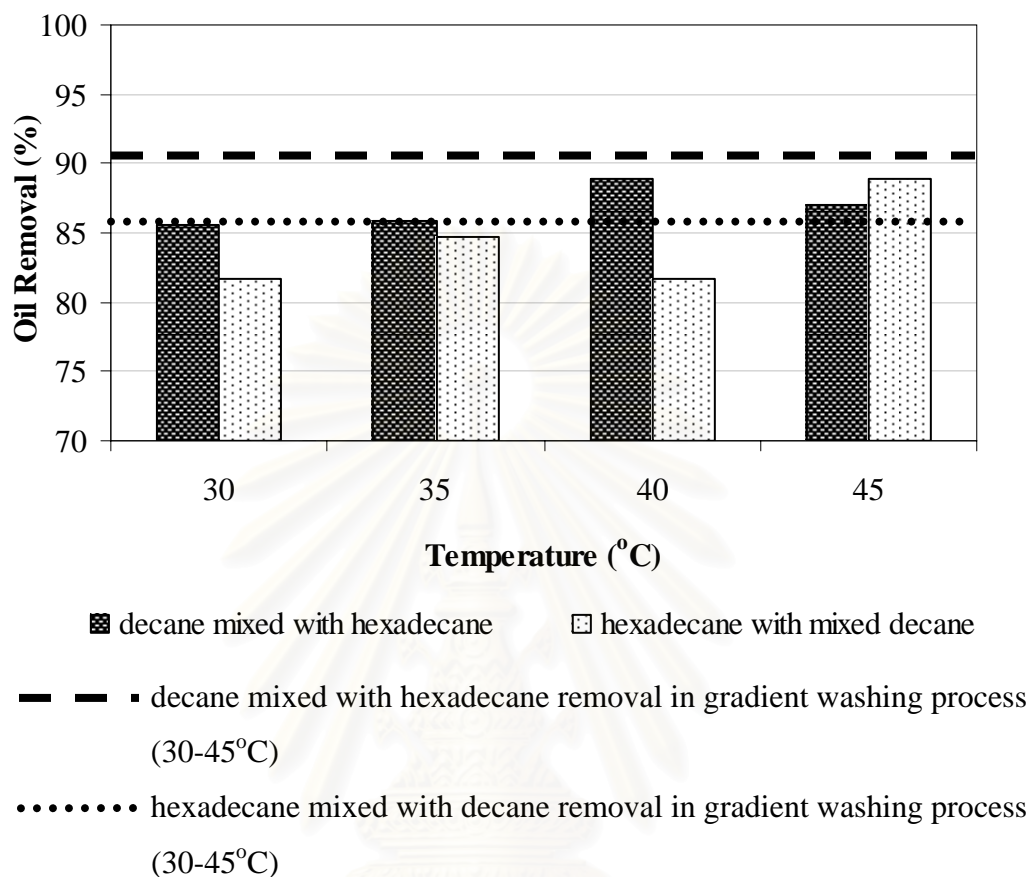 100
95
90
85
80
75
70
Oil Removal (%)
30 35 40 45
Temperature (°C)
decane mixed with hexadecane hexadecane with mixed decane
decane mixed with hexadecane removal in gradient washing process
(30-45°C)
hexadecane mixed with decane removal in gradient washing process
(30-45°C)